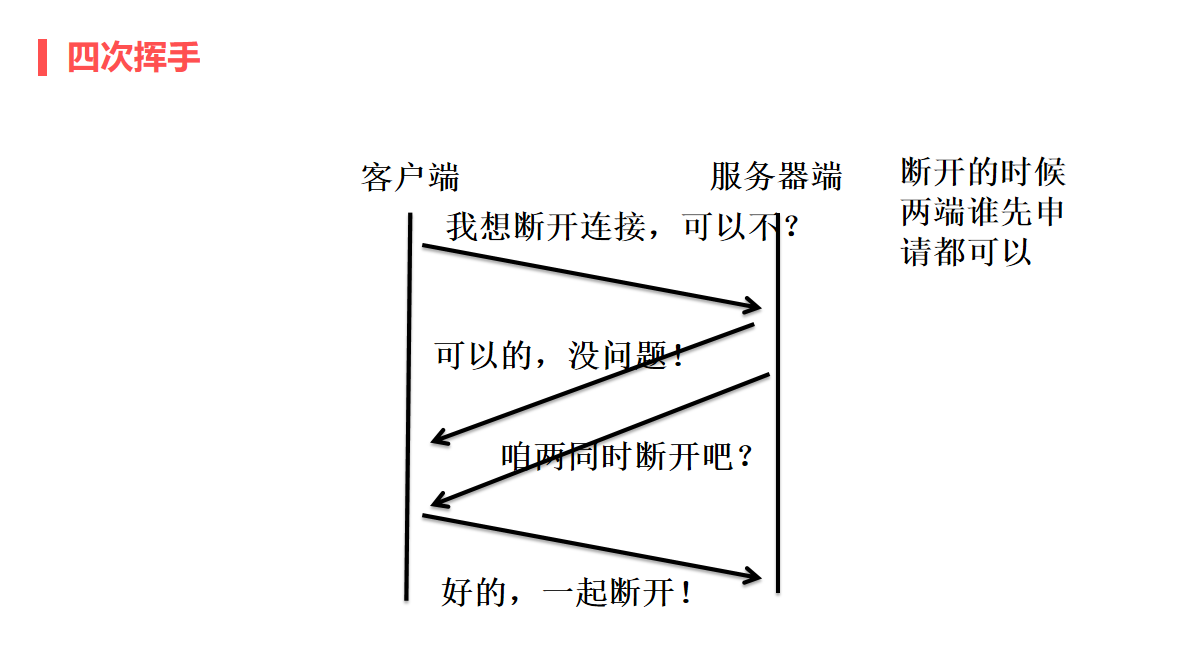 四次挥手
客户端
服务器端
断开的时候
两端谁先申
请都可以
我想断开连接，可以不？
可以的，没问题！
咱两同时断开吧？
好的，一起断开！